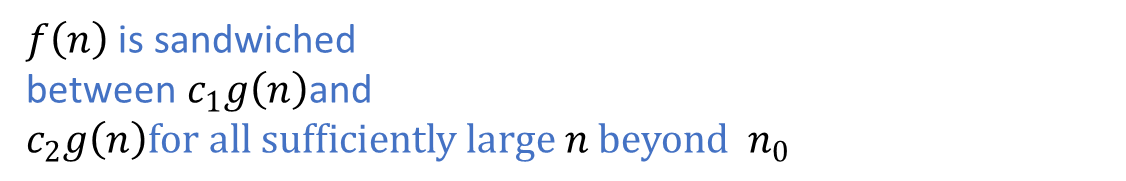 f(n) is sandwiched
between c₁g(n)and
c₂g(n)for all sufficiently large n beyond n₀